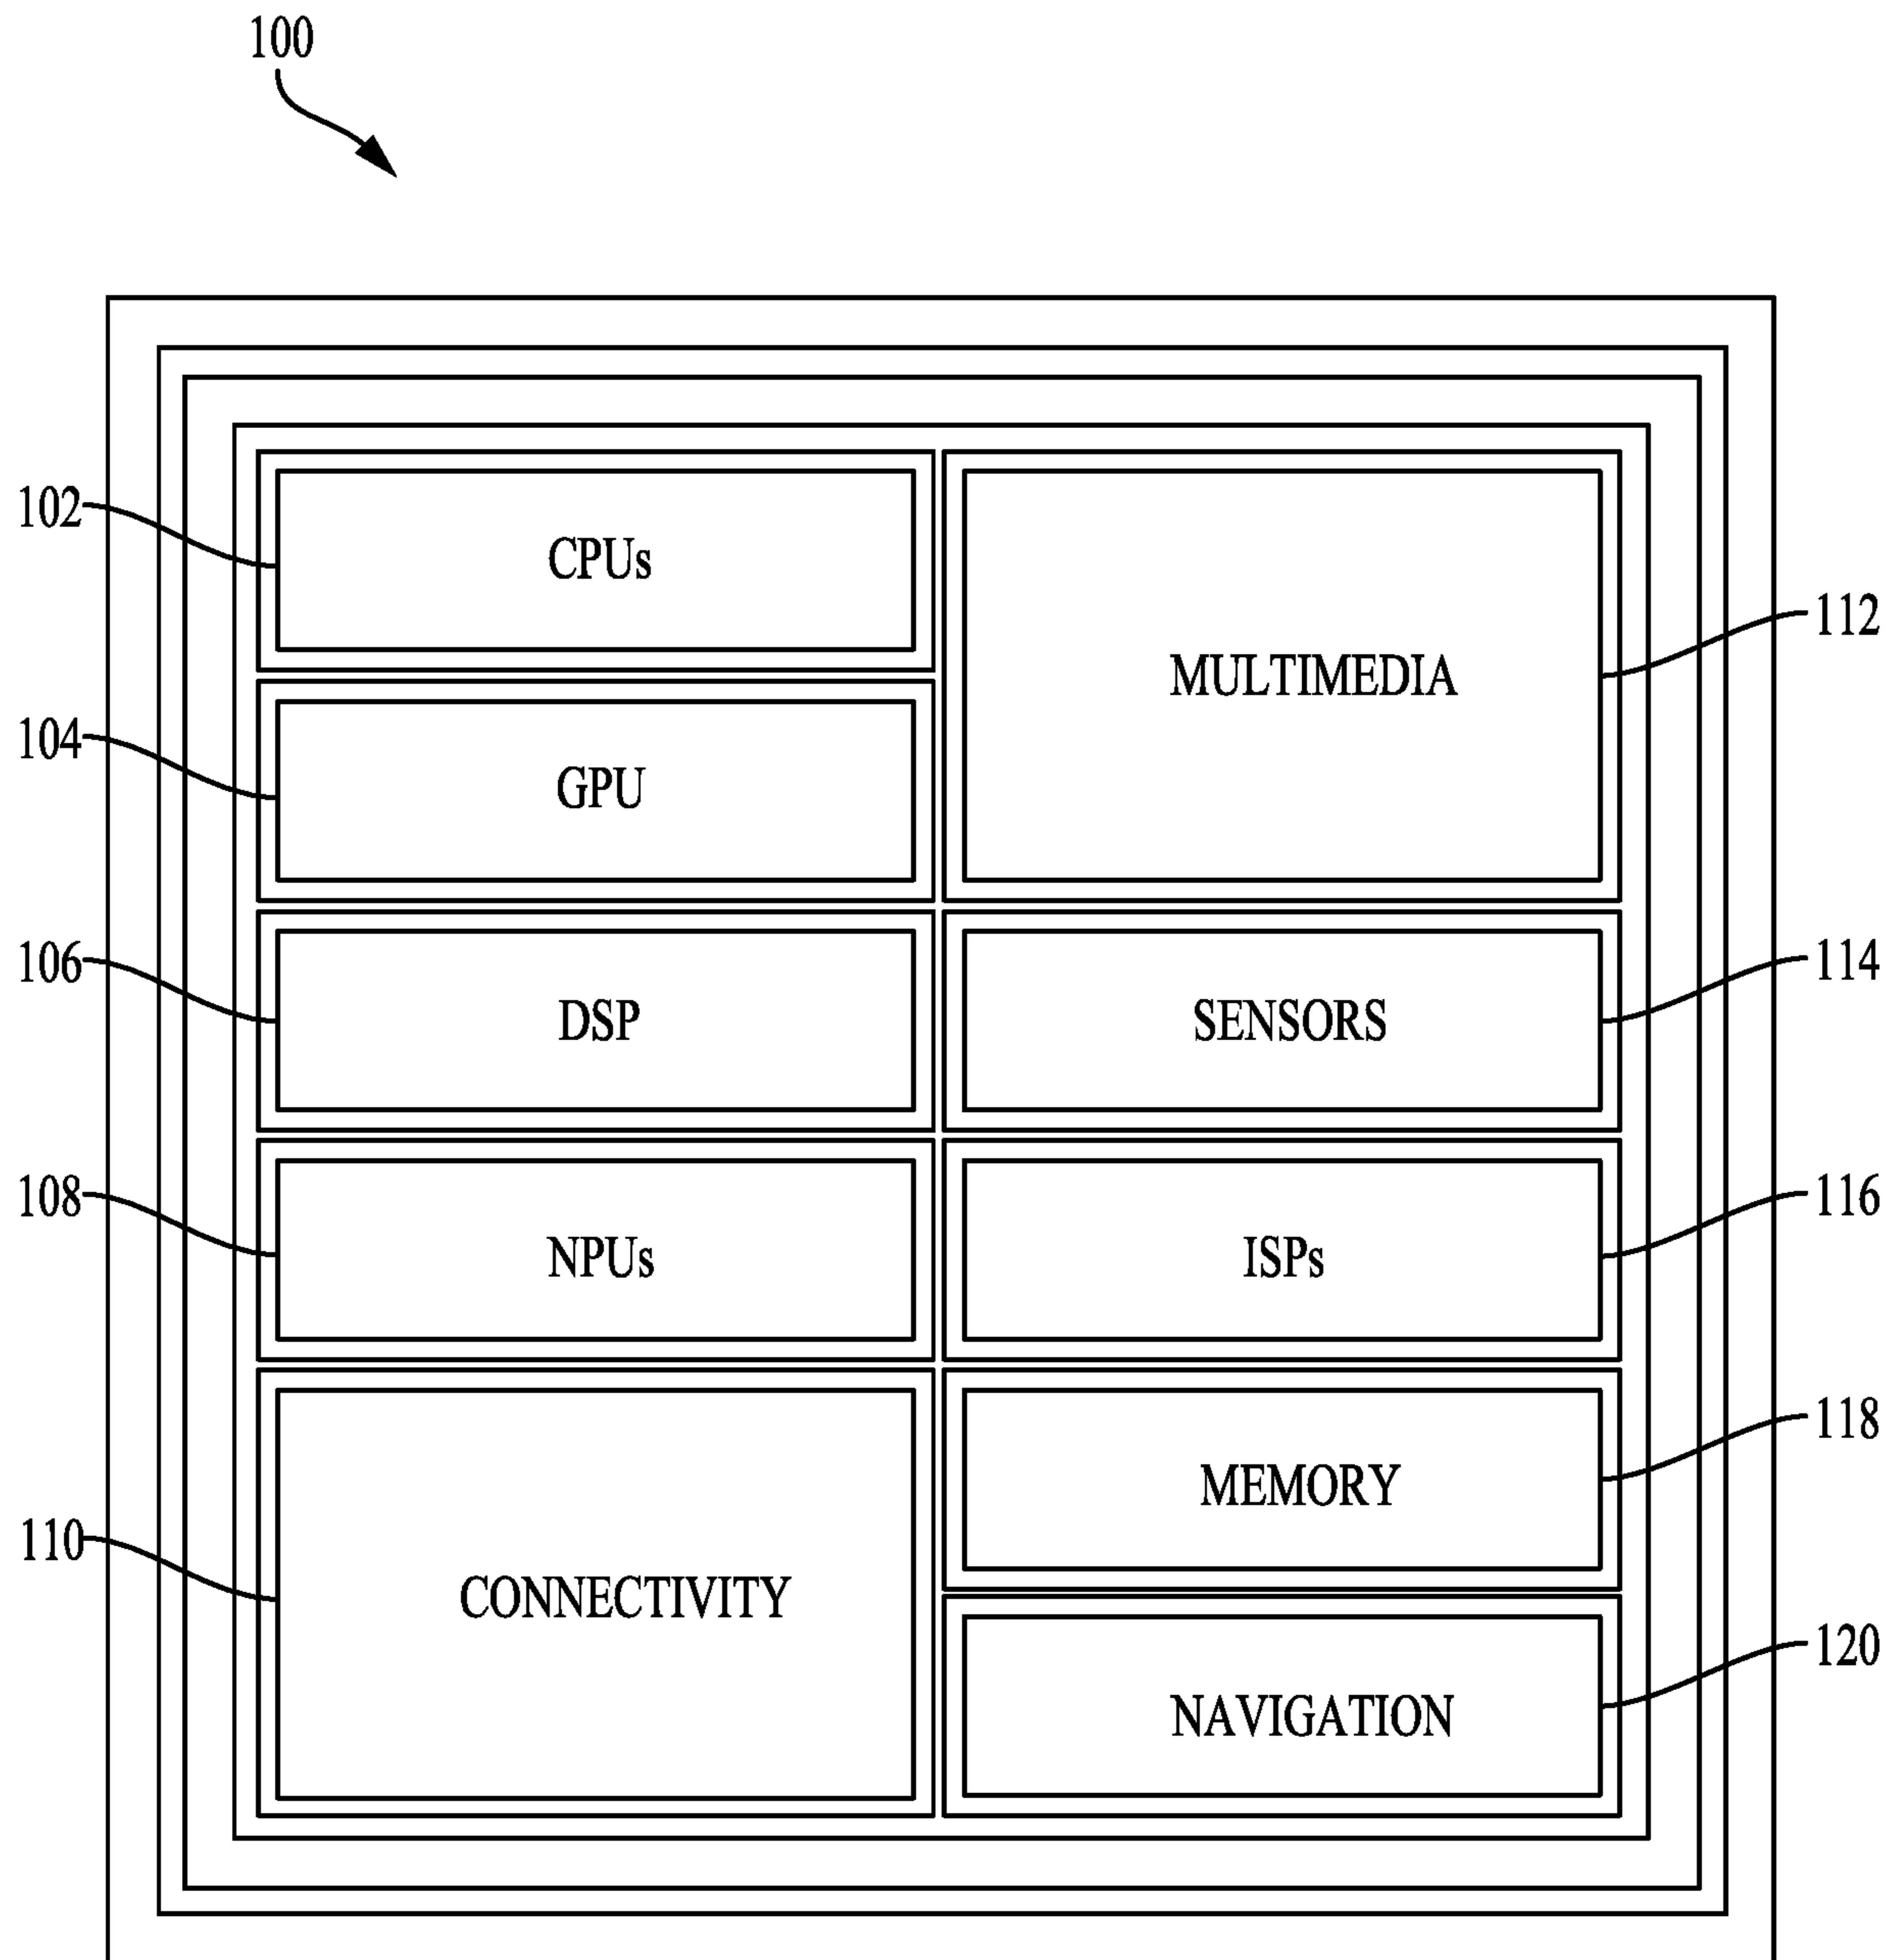 100
102
CPUs
112
MULTIMEDIA
104
GPU
106
DSP
114
SENSORS
108
NPUs
116
ISPs
118
MEMORY
110
CONNECTIVITY
120
NAVIGATION